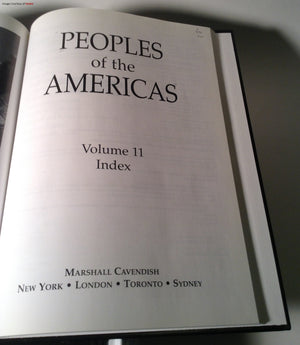 PEOPLES
of the
AMERICAS
Volume 11
Index
MARSHALL CAVENDISH
NEW YORK • LONDON • TORONTO • SYDNEY